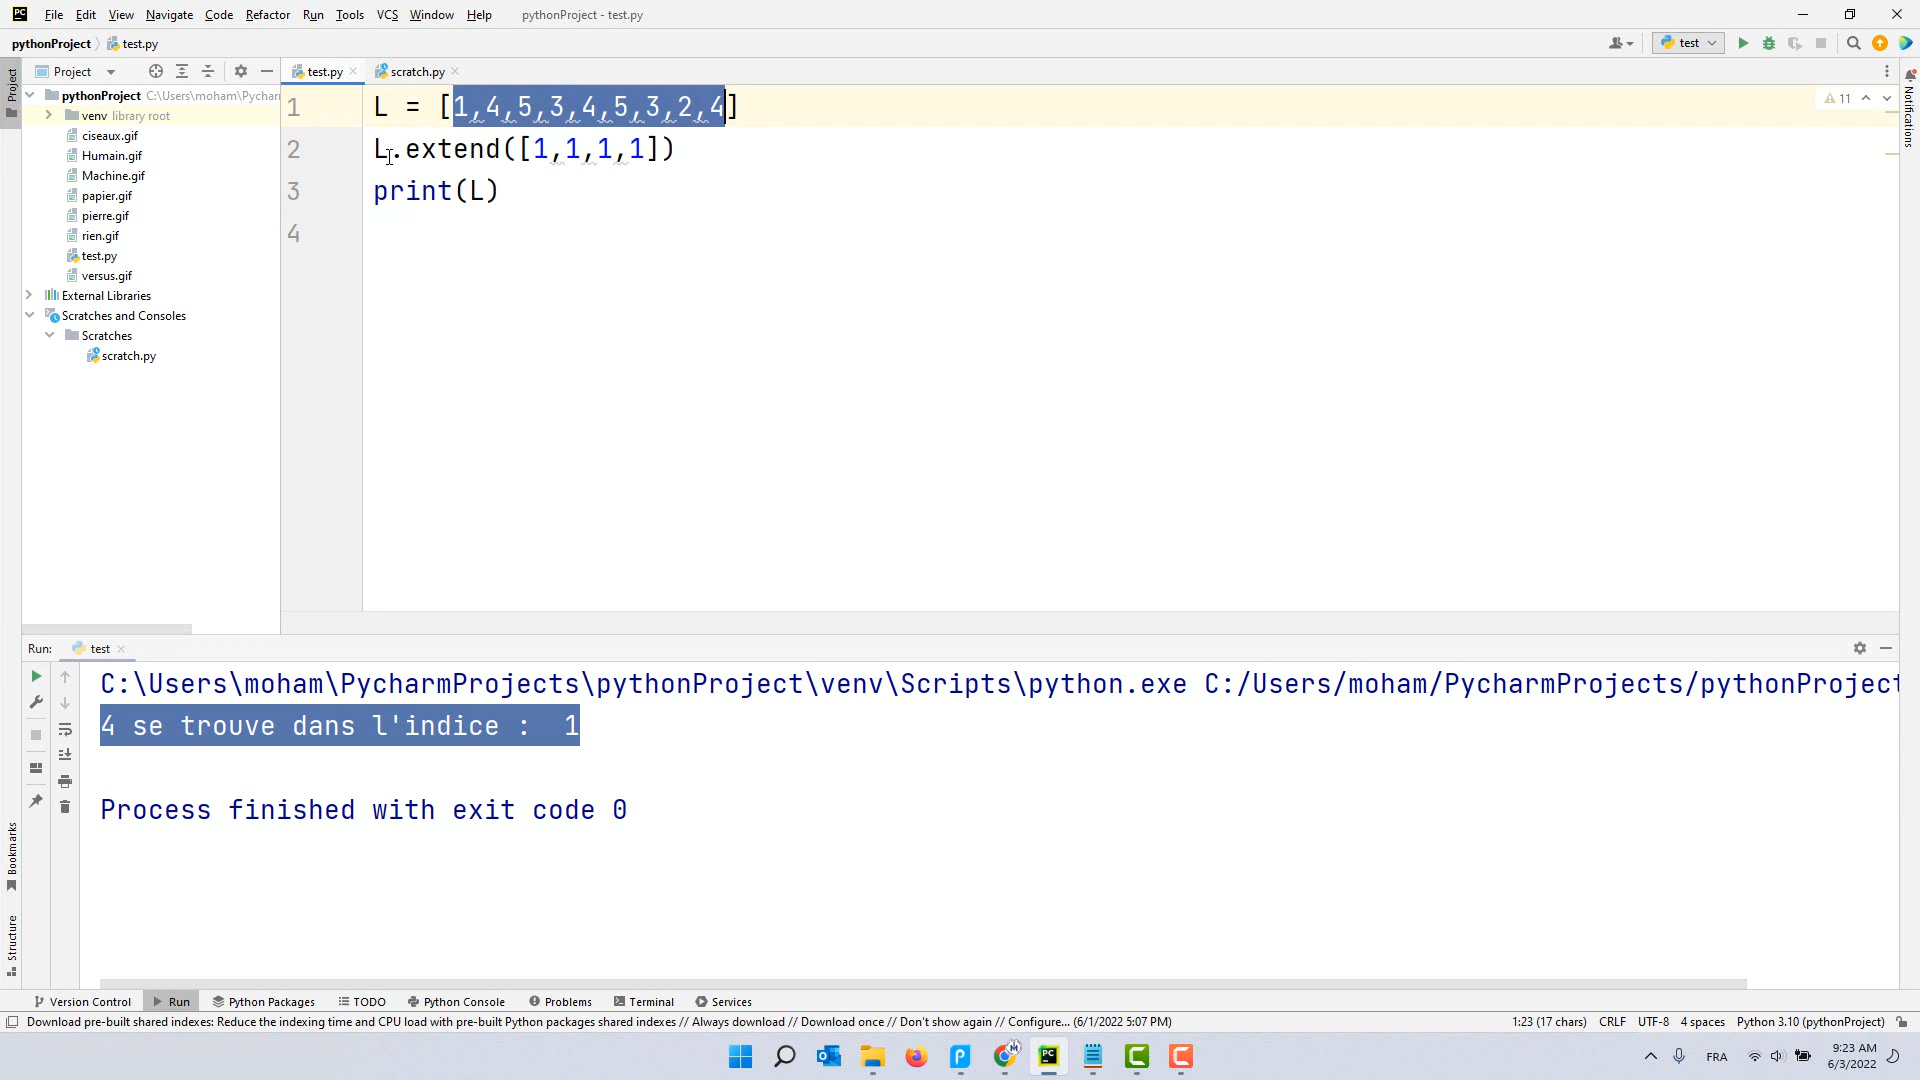 File Edit View Navigate Code Refactor Run Tools VCS Window Help pythonProject - test.py
pythonProject test.py test
Project test.py scratch.py
pythonProject C:\Users\moham\Pychar
venv library root
ciseaux.gif
Humain.gif
Machine.gif
papier.gif
pierre.gif
rien.gif
test.py
versus.gif
External Libraries
Scratches and Consoles
Scratches
scratch.py
Project
Bookmarks
Structure
Notifications
11
1 L = [1,4,5,3,4,5,3,2,4]
2 L.extend([1,1,1,1])
3 print(L)
4
Run: test
C:\Users\moham\PycharmProjects\pythonProject\venv\Scripts\python.exe C:/Users/moham/PycharmProjects/pythonProject
4 se trouve dans l'indice :  1
Process finished with exit code 0
Version Control Run Python Packages TODO Python Console Problems Terminal Services
Download pre-built shared indexes: Reduce the indexing time and CPU load with pre-built Python packages shared indexes // Always download // Download once // Don't show again // Configure... (6/1/2022 5:07 PM) 1:23 (17 chars) CRLF UTF-8 4 spaces Python 3.10 (pythonProject)
FRA 9:23 AM
6/3/2022